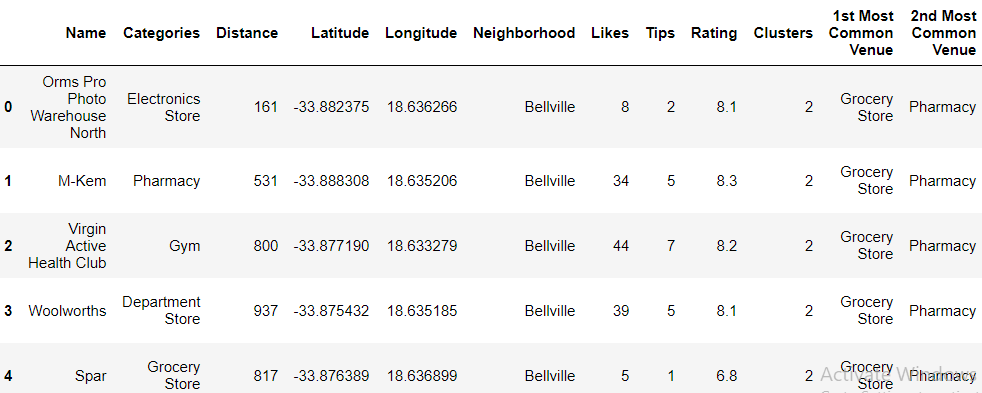 1st Most 2nd Most
Common Common
Name Categories Distance Latitude Longitude Neighborhood Likes Tips Rating Clusters Venue Venue
Orms Pro
Photo
Warehouse
North
0 Electronics Store 161 -33.882375 18.636266 Bellville 8 2 8.1 2 Grocery Store Pharmacy
1 M-Kem Pharmacy 531 -33.888308 18.635206 Bellville 34 5 8.3 2 Grocery Store Pharmacy
Virgin
Active
Health Club
2 Gym 800 -33.877190 18.633279 Bellville 44 7 8.2 2 Grocery Store Pharmacy
3 Woolworths Department Store 937 -33.875432 18.635185 Bellville 39 5 8.1 2 Grocery Store Pharmacy
4 Spar Grocery Store 817 -33.876389 18.636899 Bellville 5 1 6.8 2 Grocery Store Pharmacy
Activate Windows